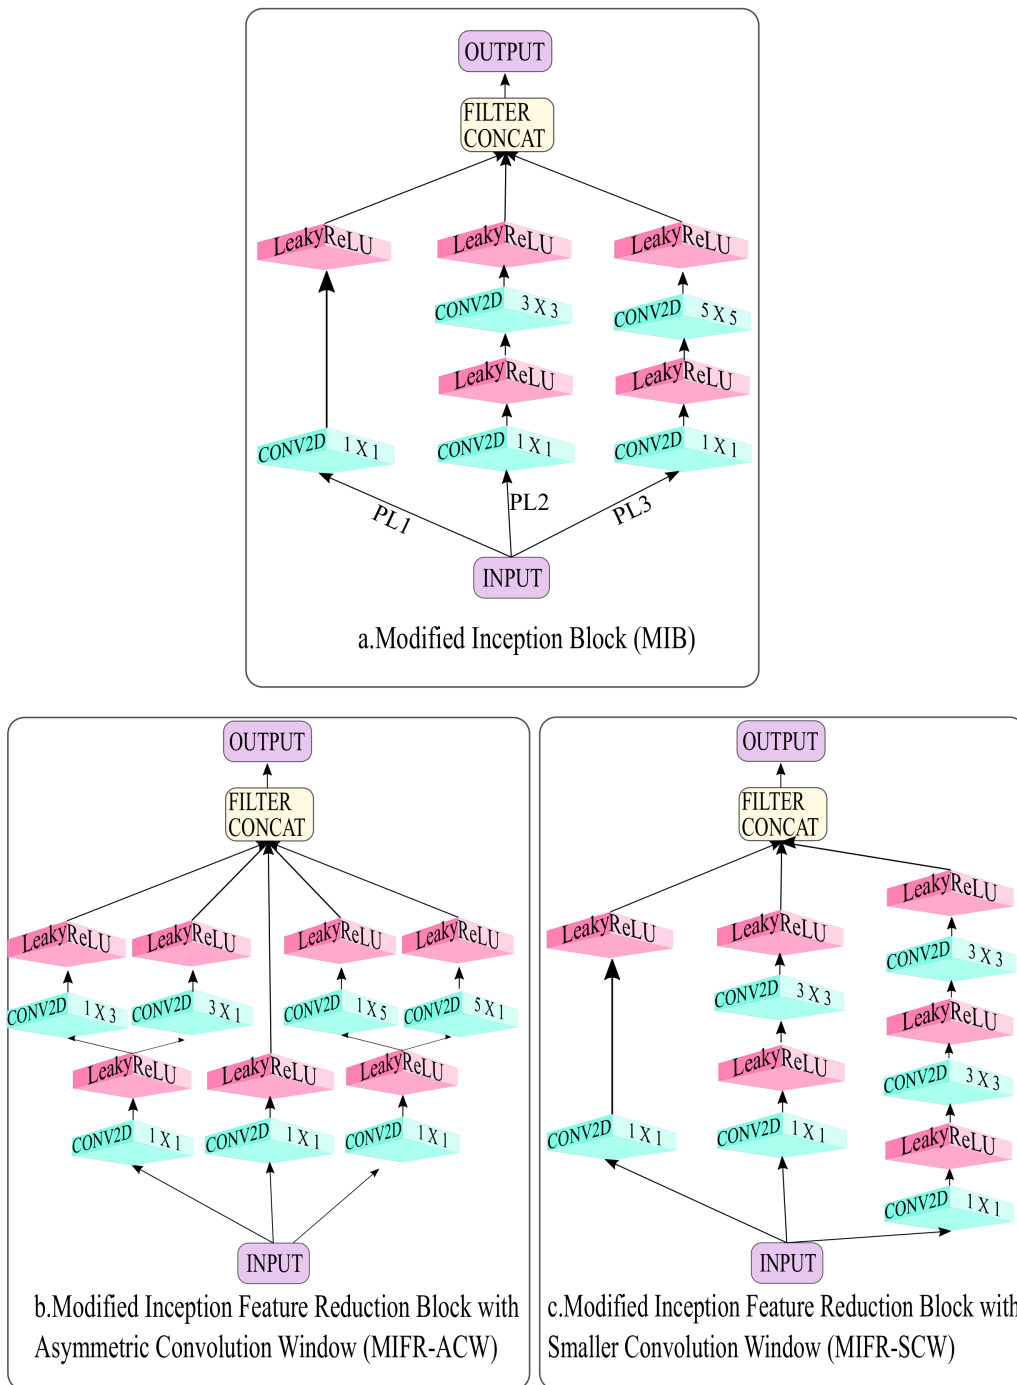 OUTPUT
FILTER
CONCAT
LeakyReLU LeakyReLU LeakyReLU
CONV2D 3 X 3 CONV2D 5 X 5
LeakyReLU LeakyReLU
CONV2D 1 X 1 CONV2D 1 X 1 CONV2D 1 X 1
PL1 PL2 PL3
INPUT
a.Modified Inception Block (MIB)
OUTPUT
FILTER
CONCAT
LeakyReLU LeakyReLU LeakyReLU LeakyReLU
CONV2D 1 X 3 CONV2D 3 X 1 CONV2D 1 X 5 CONV2D 5 X 1
LeakyReLU LeakyReLU LeakyReLU
CONV2D 1 X 1 CONV2D 1 X 1 CONV2D 1 X 1
INPUT
b.Modified Inception Feature Reduction Block with
Asymmetric Convolution Window (MIFR-ACW)
OUTPUT
FILTER
CONCAT
LeakyReLU
LeakyReLU LeakyReLU
CONV2D 3 X 3
CONV2D 3 X 3
LeakyReLU
LeakyReLU
CONV2D 3 X 3
CONV2D 1 X 1 CONV2D 1 X 1
LeakyReLU
CONV2D 1 X 1
INPUT
c.Modified Inception Feature Reduction Block with
Smaller Convolution Window (MIFR-SCW)